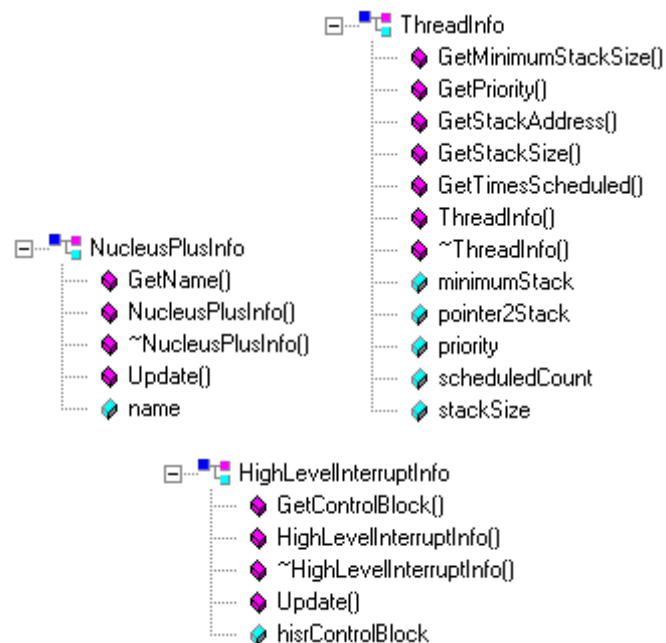 ThreadInfo
GetMinimumStackSize()
GetPriority()
GetStackAddress()
GetStackSize()
GetTimesScheduled()
ThreadInfo()
~ThreadInfo()
minimumStack
pointer2Stack
priority
scheduledCount
stackSize
NucleusPlusInfo
GetName()
NucleusPlusInfo()
~NucleusPlusInfo()
Update()
name
HighLevelInterruptInfo
GetControlBlock()
HighLevelInterruptInfo()
~HighLevelInterruptInfo()
Update()
hisrControlBlock